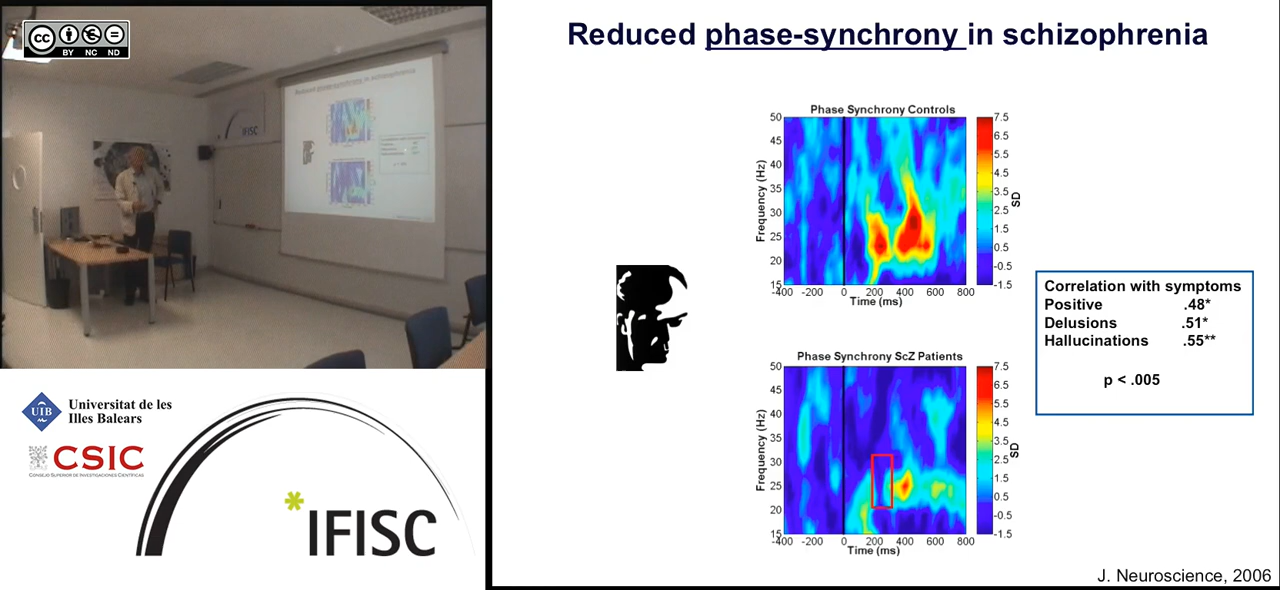 CC BY NC ND
IFISC
Reduced phase-synchrony in schizophrenia
Phase Synchrony Controls
50
45
40
35
30
25
20
15
Frequency (Hz)
-400 -200 0 200 400 600 800
Time (ms)
7.5
6.5
5.5
4.5
3.5
2.5
1.5
0.5
-0.5
-1.5
SD
Phase Synchrony ScZ Patients
50
45
40
35
30
25
20
15
Frequency (Hz)
-400 -200 0 200 400 600 800
Time (ms)
7.5
6.5
5.5
4.5
3.5
2.5
1.5
0.5
-0.5
-1.5
SD
Correlation with symptoms
Positive .48*
Delusions .51*
Hallucinations .55**
p < .005
J. Neuroscience, 2006
UIB
Universitat de les
Illes Balears
CSIC
CONSEJO SUPERIOR DE INVESTIGACIONES CIENTÍFICAS
*IFISC